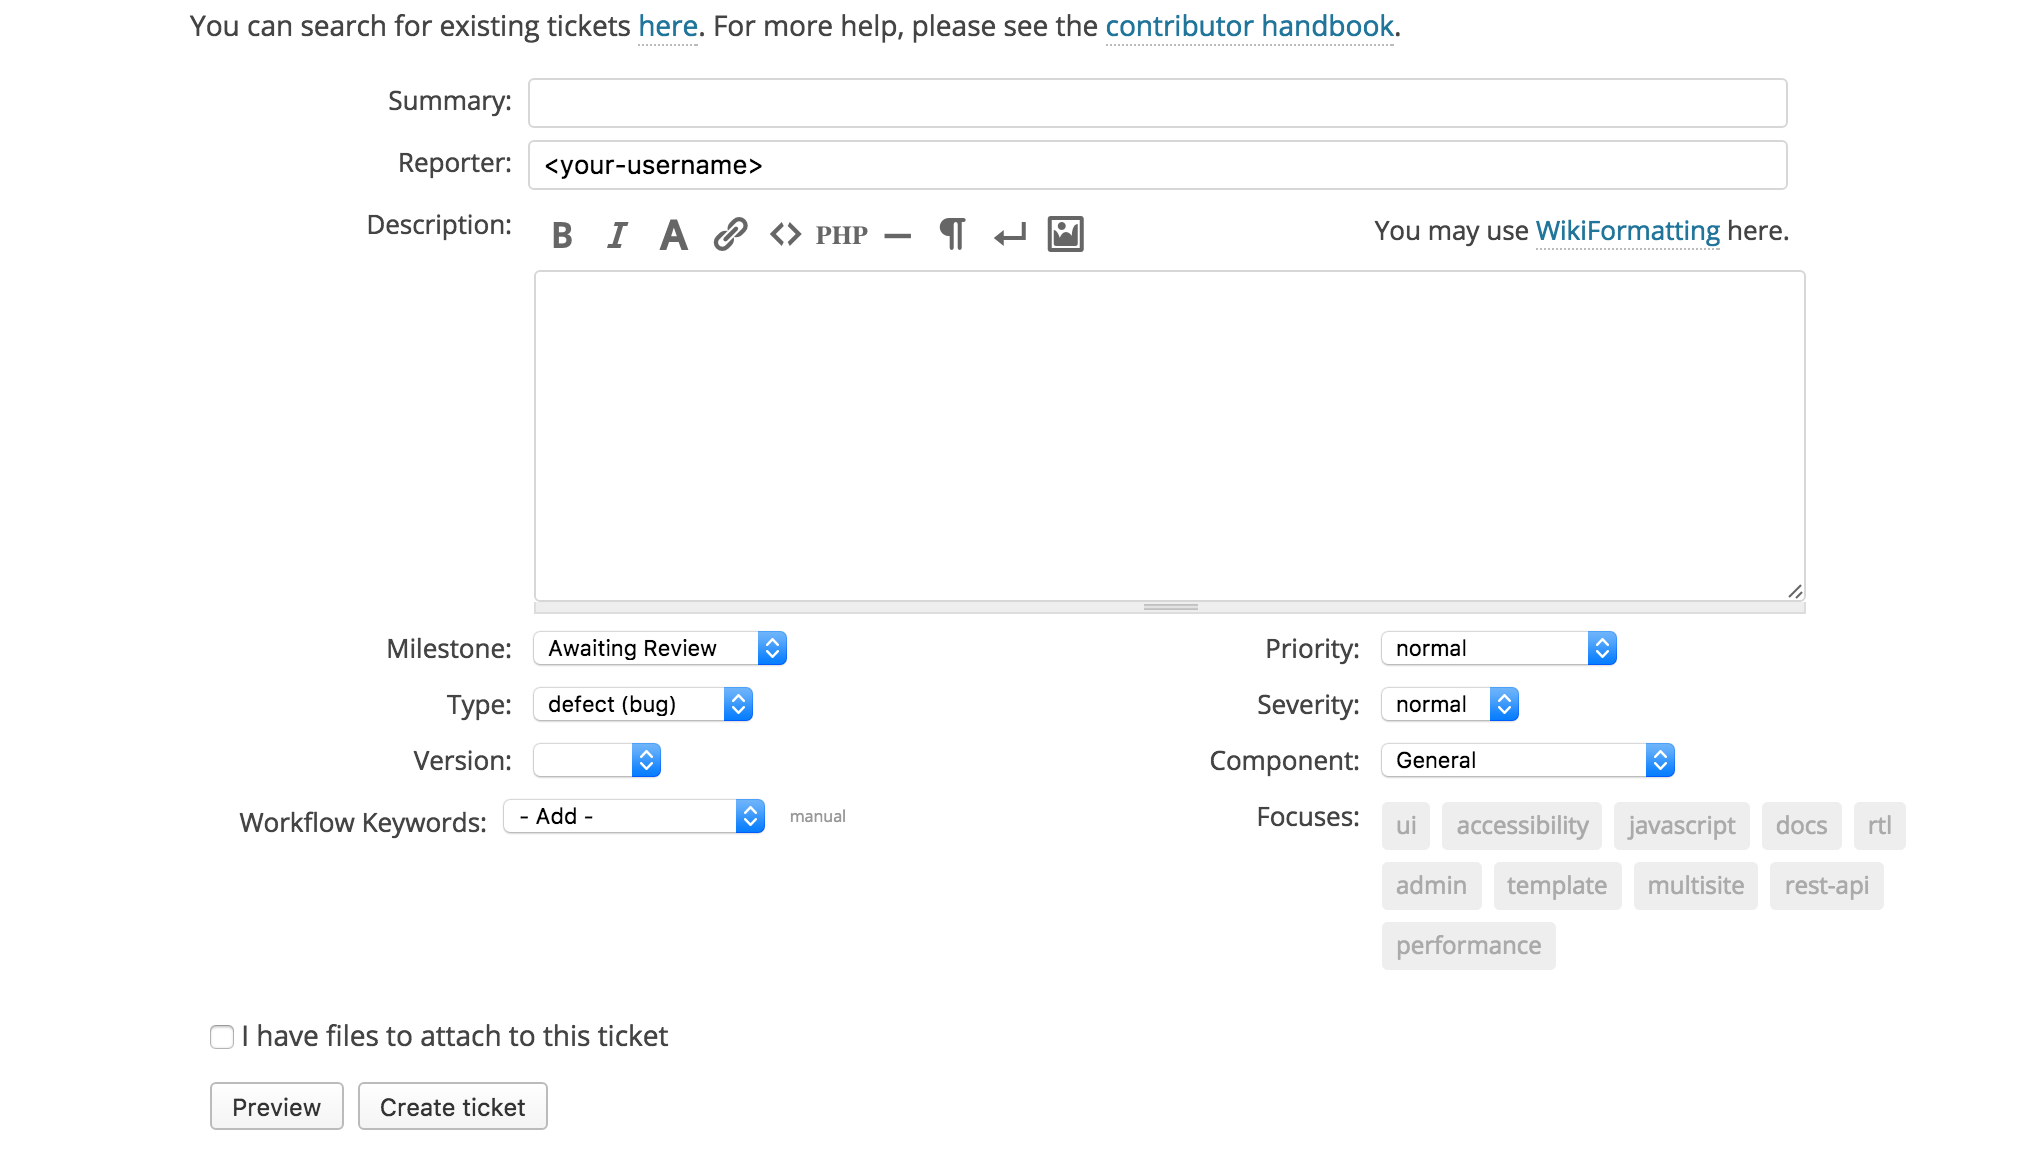 You can search for existing tickets here. For more help, please see the contributor handbook.
Summary:
Reporter: <your-username>
Description: B I A <> PHP — ¶ You may use WikiFormatting here.
Milestone: Awaiting Review Priority: normal
Type: defect (bug) Severity: normal
Version: Component: General
Workflow Keywords: - Add - manual Focuses: ui accessibility javascript docs rtl
admin template multisite rest-api
performance
I have files to attach to this ticket
Preview Create ticket